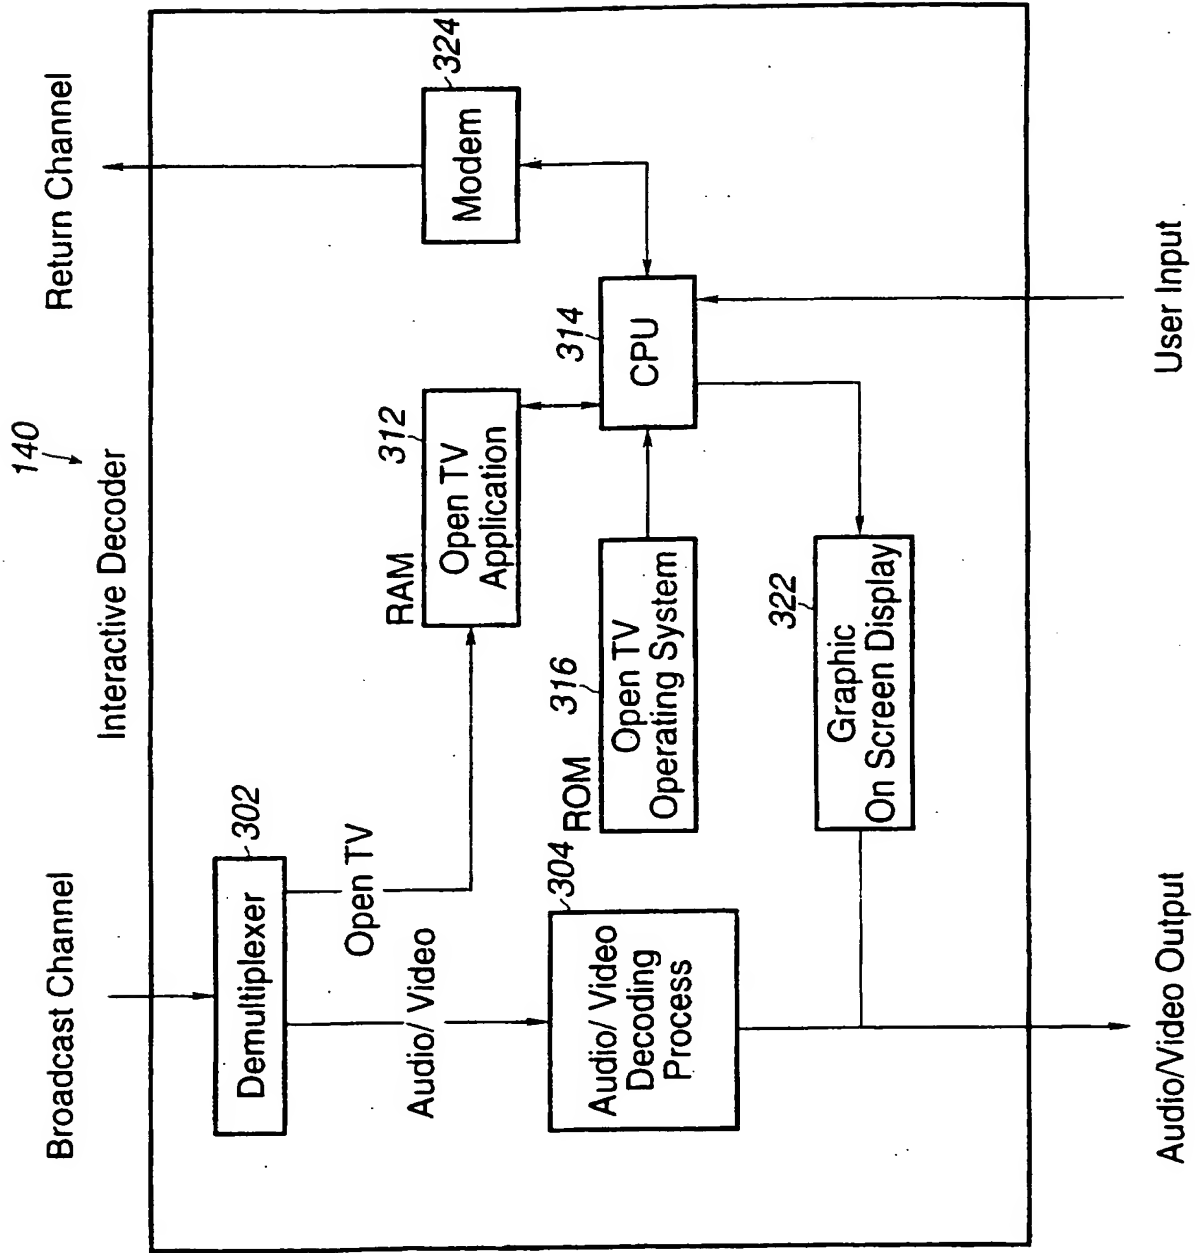 140
Interactive Decoder
Broadcast Channel
Return Channel
Demultiplexer
302
Open TV
Audio/ Video
Audio/ Video
Decoding
Process
304
RAM
312
Open TV
Application
ROM
316
Open TV
Operating System
314
CPU
Modem
324
322
Graphic
On Screen Display
Audio/Video Output
User Input